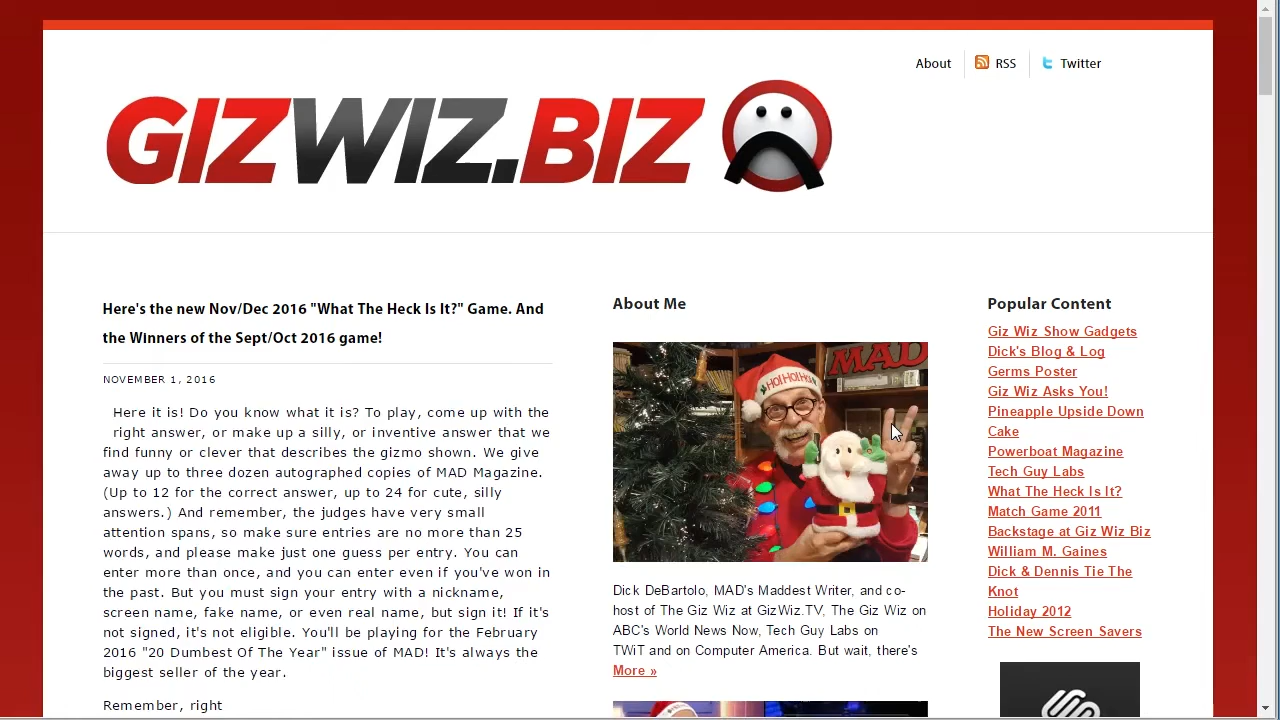 About
RSS
Twitter
GIZWIZ.BIZ
Here's the new Nov/Dec 2016 "What The Heck Is It?" Game. And
the Winners of the Sept/Oct 2016 game!
NOVEMBER 1, 2016
Here it is! Do you know what it is? To play, come up with the
right answer, or make up a silly, or inventive answer that we
find funny or clever that describes the gizmo shown. We give
away up to three dozen autographed copies of MAD Magazine.
(Up to 12 for the correct answer, up to 24 for cute, silly
answers.) And remember, the judges have very small
attention spans, so make sure entries are no more than 25
words, and please make just one guess per entry. You can
enter more than once, and you can enter even if you've won in
the past. But you must sign your entry with a nickname,
screen name, fake name, or even real name, but sign it! If it's
not signed, it's not eligible. You'll be playing for the February
2016 "20 Dumbest Of The Year" issue of MAD! It's always the
biggest seller of the year.
Remember, right
About Me
MAD
HO!HO!HO!
Dick DeBartolo, MAD's Maddest Writer, and co-
host of The Giz Wiz at GizWiz.TV, The Giz Wiz on
ABC's World News Now, Tech Guy Labs on
TWiT and on Computer America. But wait, there's
More »
Popular Content
Giz Wiz Show Gadgets
Dick's Blog & Log
Germs Poster
Giz Wiz Asks You!
Pineapple Upside Down
Cake
Powerboat Magazine
Tech Guy Labs
What The Heck Is It?
Match Game 2011
Backstage at Giz Wiz Biz
William M. Gaines
Dick & Dennis Tie The
Knot
Holiday 2012
The New Screen Savers